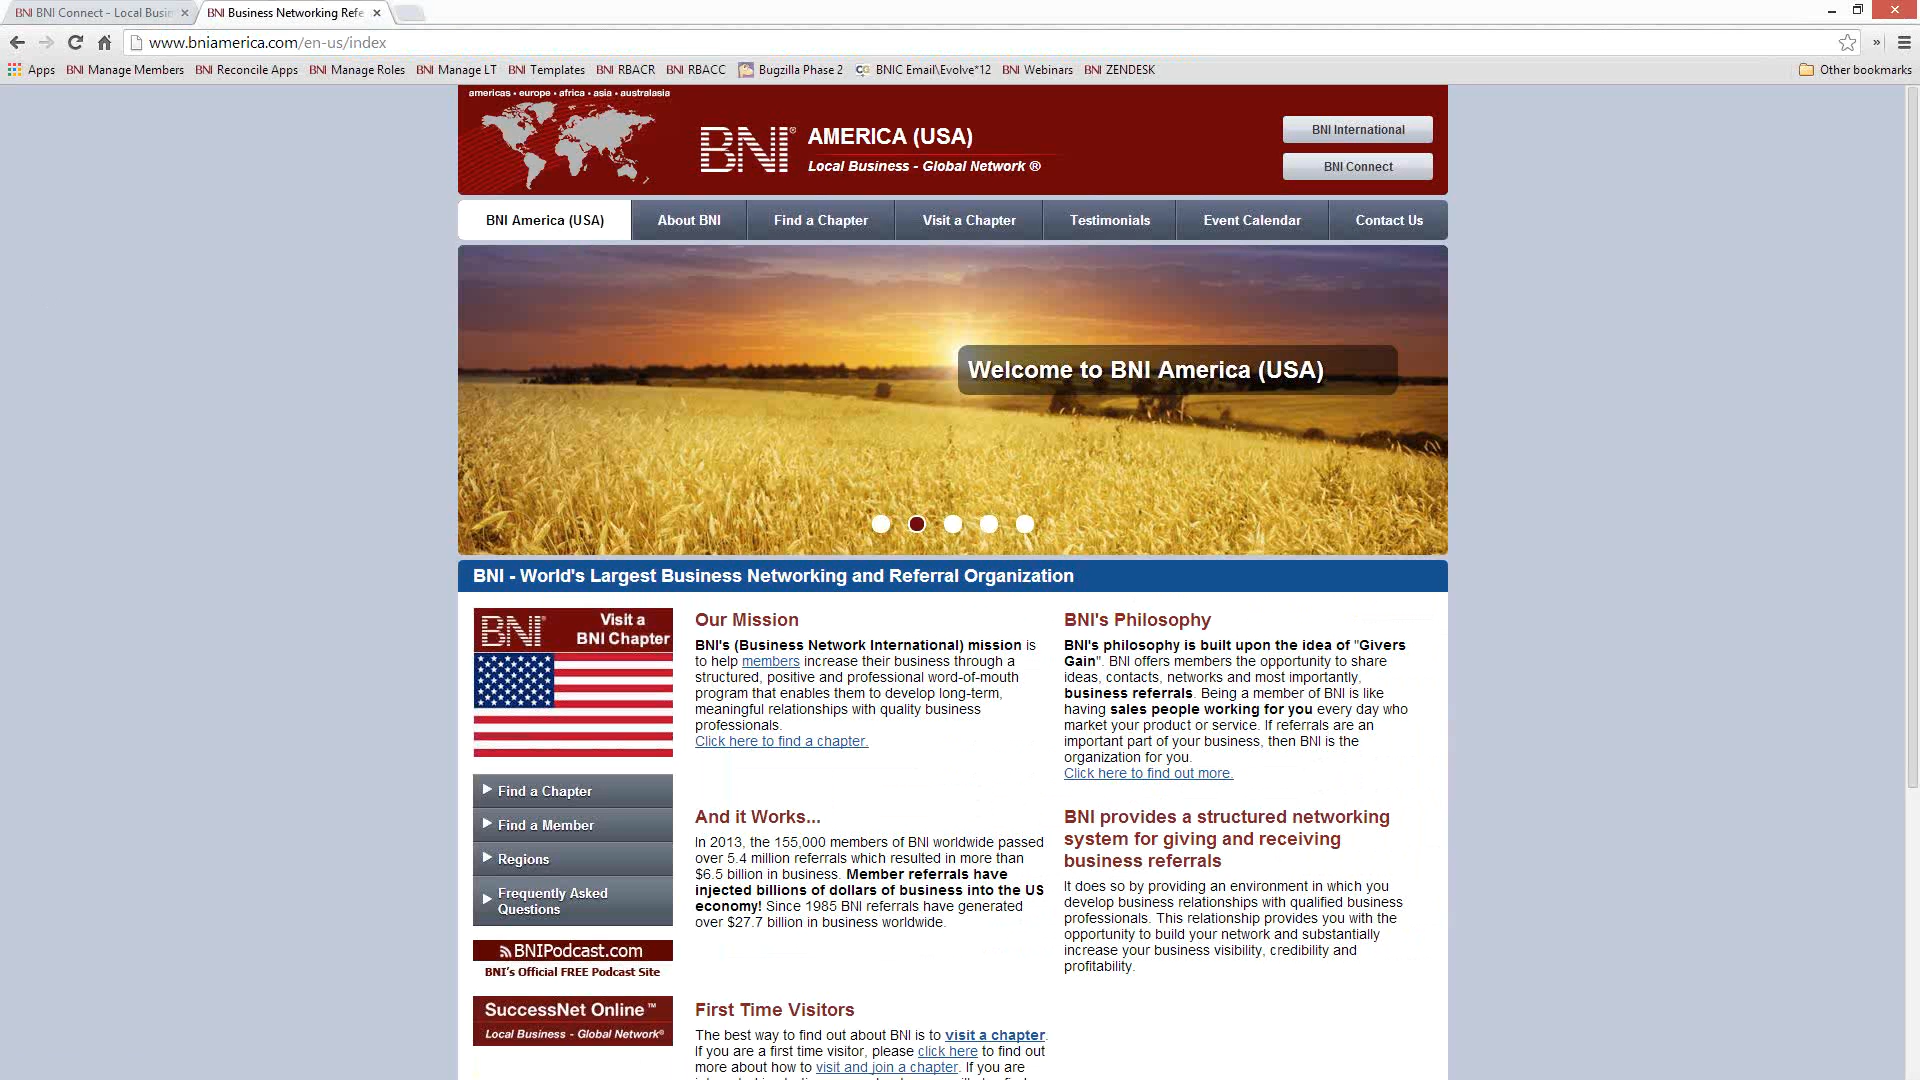 BNI BNI Connect - Local Busin
BNI Business Networking Refe
www.bniamerica.com/en-us/index
Apps BNI Manage Members BNI Reconcile Apps BNI Manage Roles BNI Manage LT BNI Templates BNI RBACR BNI RBACC Bugzilla Phase 2 CG BNIC Email\Evolve*12 BNI Webinars BNI ZENDESK Other bookmarks
americas • europe • africa • asia • australasia
BNI® AMERICA (USA)
Local Business - Global Network ®
BNI International
BNI Connect
BNI America (USA) About BNI Find a Chapter Visit a Chapter Testimonials Event Calendar Contact Us
Welcome to BNI America (USA)
BNI - World's Largest Business Networking and Referral Organization
BNI® Visit a
BNI Chapter
Find a Chapter
Find a Member
Regions
Frequently Asked
Questions
BNIPodcast.com
BNI's Official FREE Podcast Site
SuccessNet Online™
Local Business - Global Network®
Our Mission
BNI's (Business Network International) mission is
to help members increase their business through a
structured, positive and professional word-of-mouth
program that enables them to develop long-term,
meaningful relationships with quality business
professionals.
Click here to find a chapter.
BNI's Philosophy
BNI's philosophy is built upon the idea of "Givers
Gain". BNI offers members the opportunity to share
ideas, contacts, networks and most importantly,
business referrals. Being a member of BNI is like
having sales people working for you every day who
market your product or service. If referrals are an
important part of your business, then BNI is the
organization for you.
Click here to find out more.
And it Works...
In 2013, the 155,000 members of BNI worldwide passed
over 5.4 million referrals which resulted in more than
$6.5 billion in business. Member referrals have
injected billions of dollars of business into the US
economy! Since 1985 BNI referrals have generated
over $27.7 billion in business worldwide.
BNI provides a structured networking
system for giving and receiving
business referrals
It does so by providing an environment in which you
develop business relationships with qualified business
professionals. This relationship provides you with the
opportunity to build your network and substantially
increase your business visibility, credibility and
profitability.
First Time Visitors
The best way to find out about BNI is to visit a chapter.
If you are a first time visitor, please click here to find out
more about how to visit and join a chapter. If you are